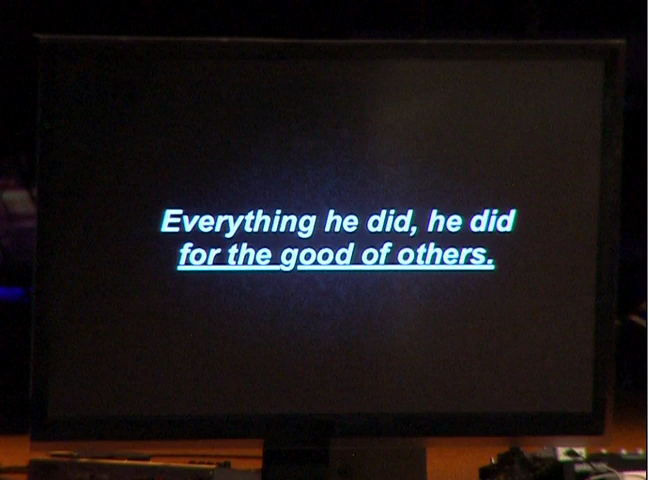 Everything he did, he did
for the good of others.